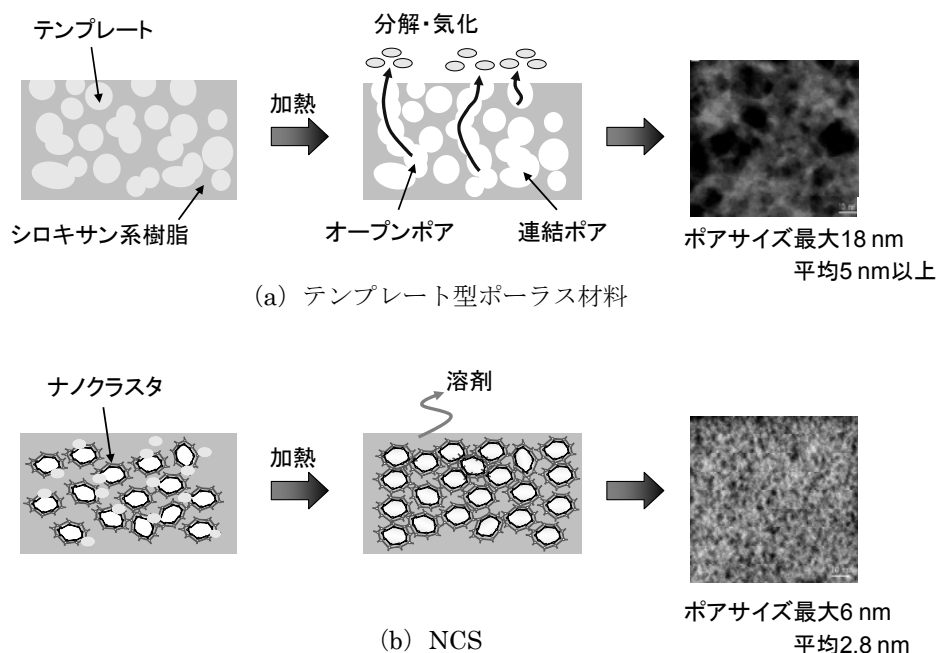 テンプレート
分解・気化
加熱
シロキサン系樹脂
オープンポア
連結ポア
ポアサイズ最大18 nm
平均5 nm以上
(a) テンプレート型ポーラス材料
ナノクラスタ
溶剤
加熱
ポアサイズ最大6 nm
平均2.8 nm
(b) NCS